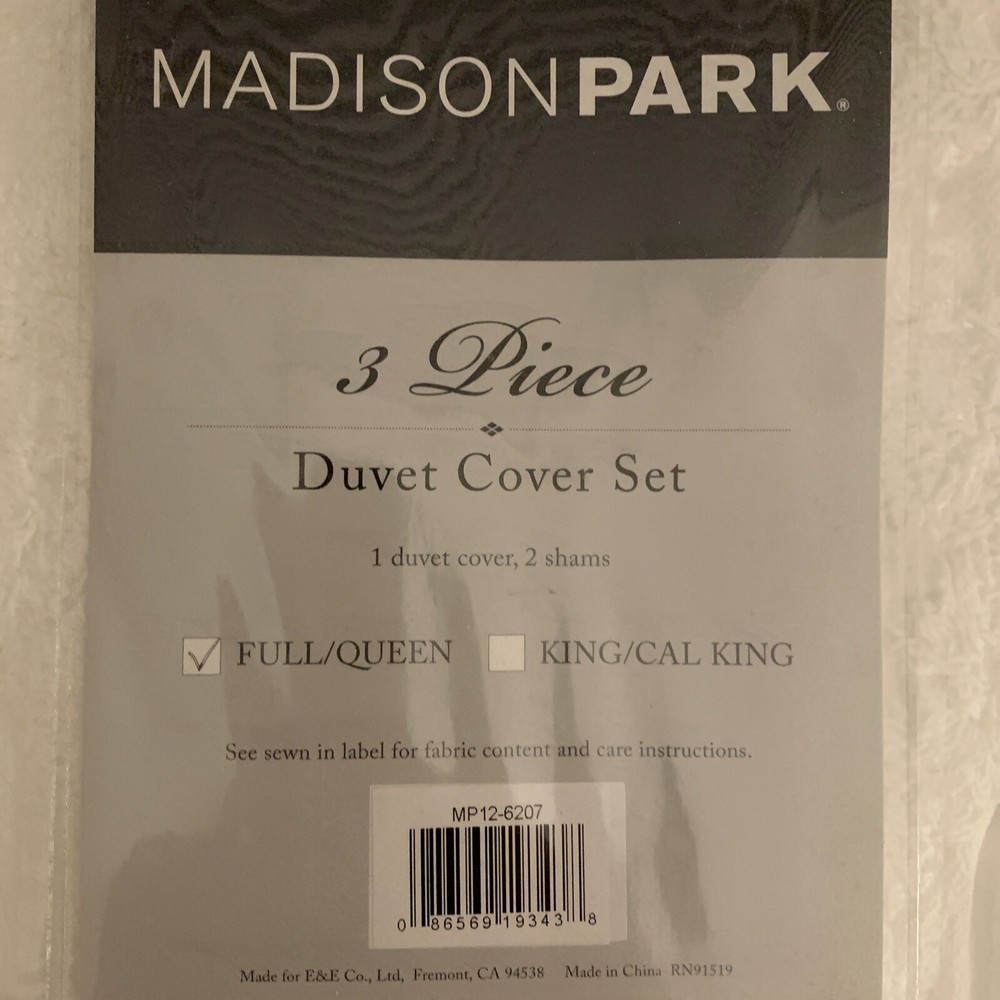 MADISONPARK®
3 Piece
Duvet Cover Set
1 duvet cover, 2 shams
FULL/QUEEN KING/CAL KING
See sewn in label for fabric content and care instructions.
MP12-6207
0 86569 19343 8
Made for E&E Co., Ltd, Fremont, CA 94538 Made in China RN91519